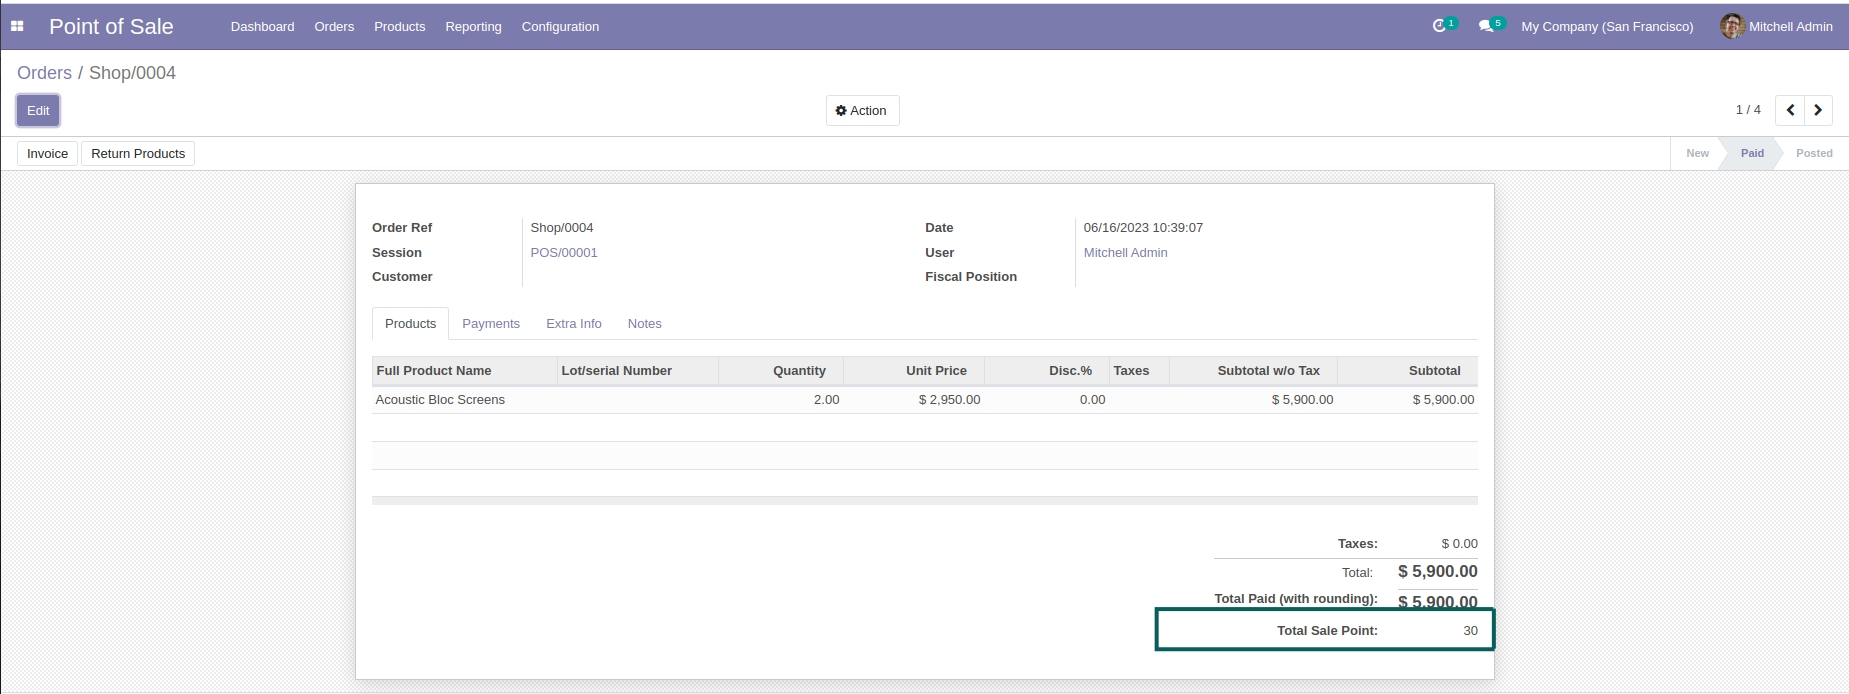 Point of Sale Dashboard Orders Products Reporting Configuration 1 5 My Company (San Francisco) Mitchell Admin
Orders / Shop/0004
Edit Action 1 / 4
Invoice Return Products New Paid Posted
Order Ref Shop/0004 Date 06/16/2023 10:39:07
Session POS/00001 User Mitchell Admin
Customer Fiscal Position
Products Payments Extra Info Notes
Full Product Name Lot/serial Number Quantity Unit Price Disc.% Taxes Subtotal w/o Tax Subtotal
Acoustic Bloc Screens 2.00 $ 2,950.00 0.00 $ 5,900.00 $ 5,900.00
Taxes: $ 0.00
Total: $ 5,900.00
Total Paid (with rounding): $ 5,900.00
Total Sale Point: 30